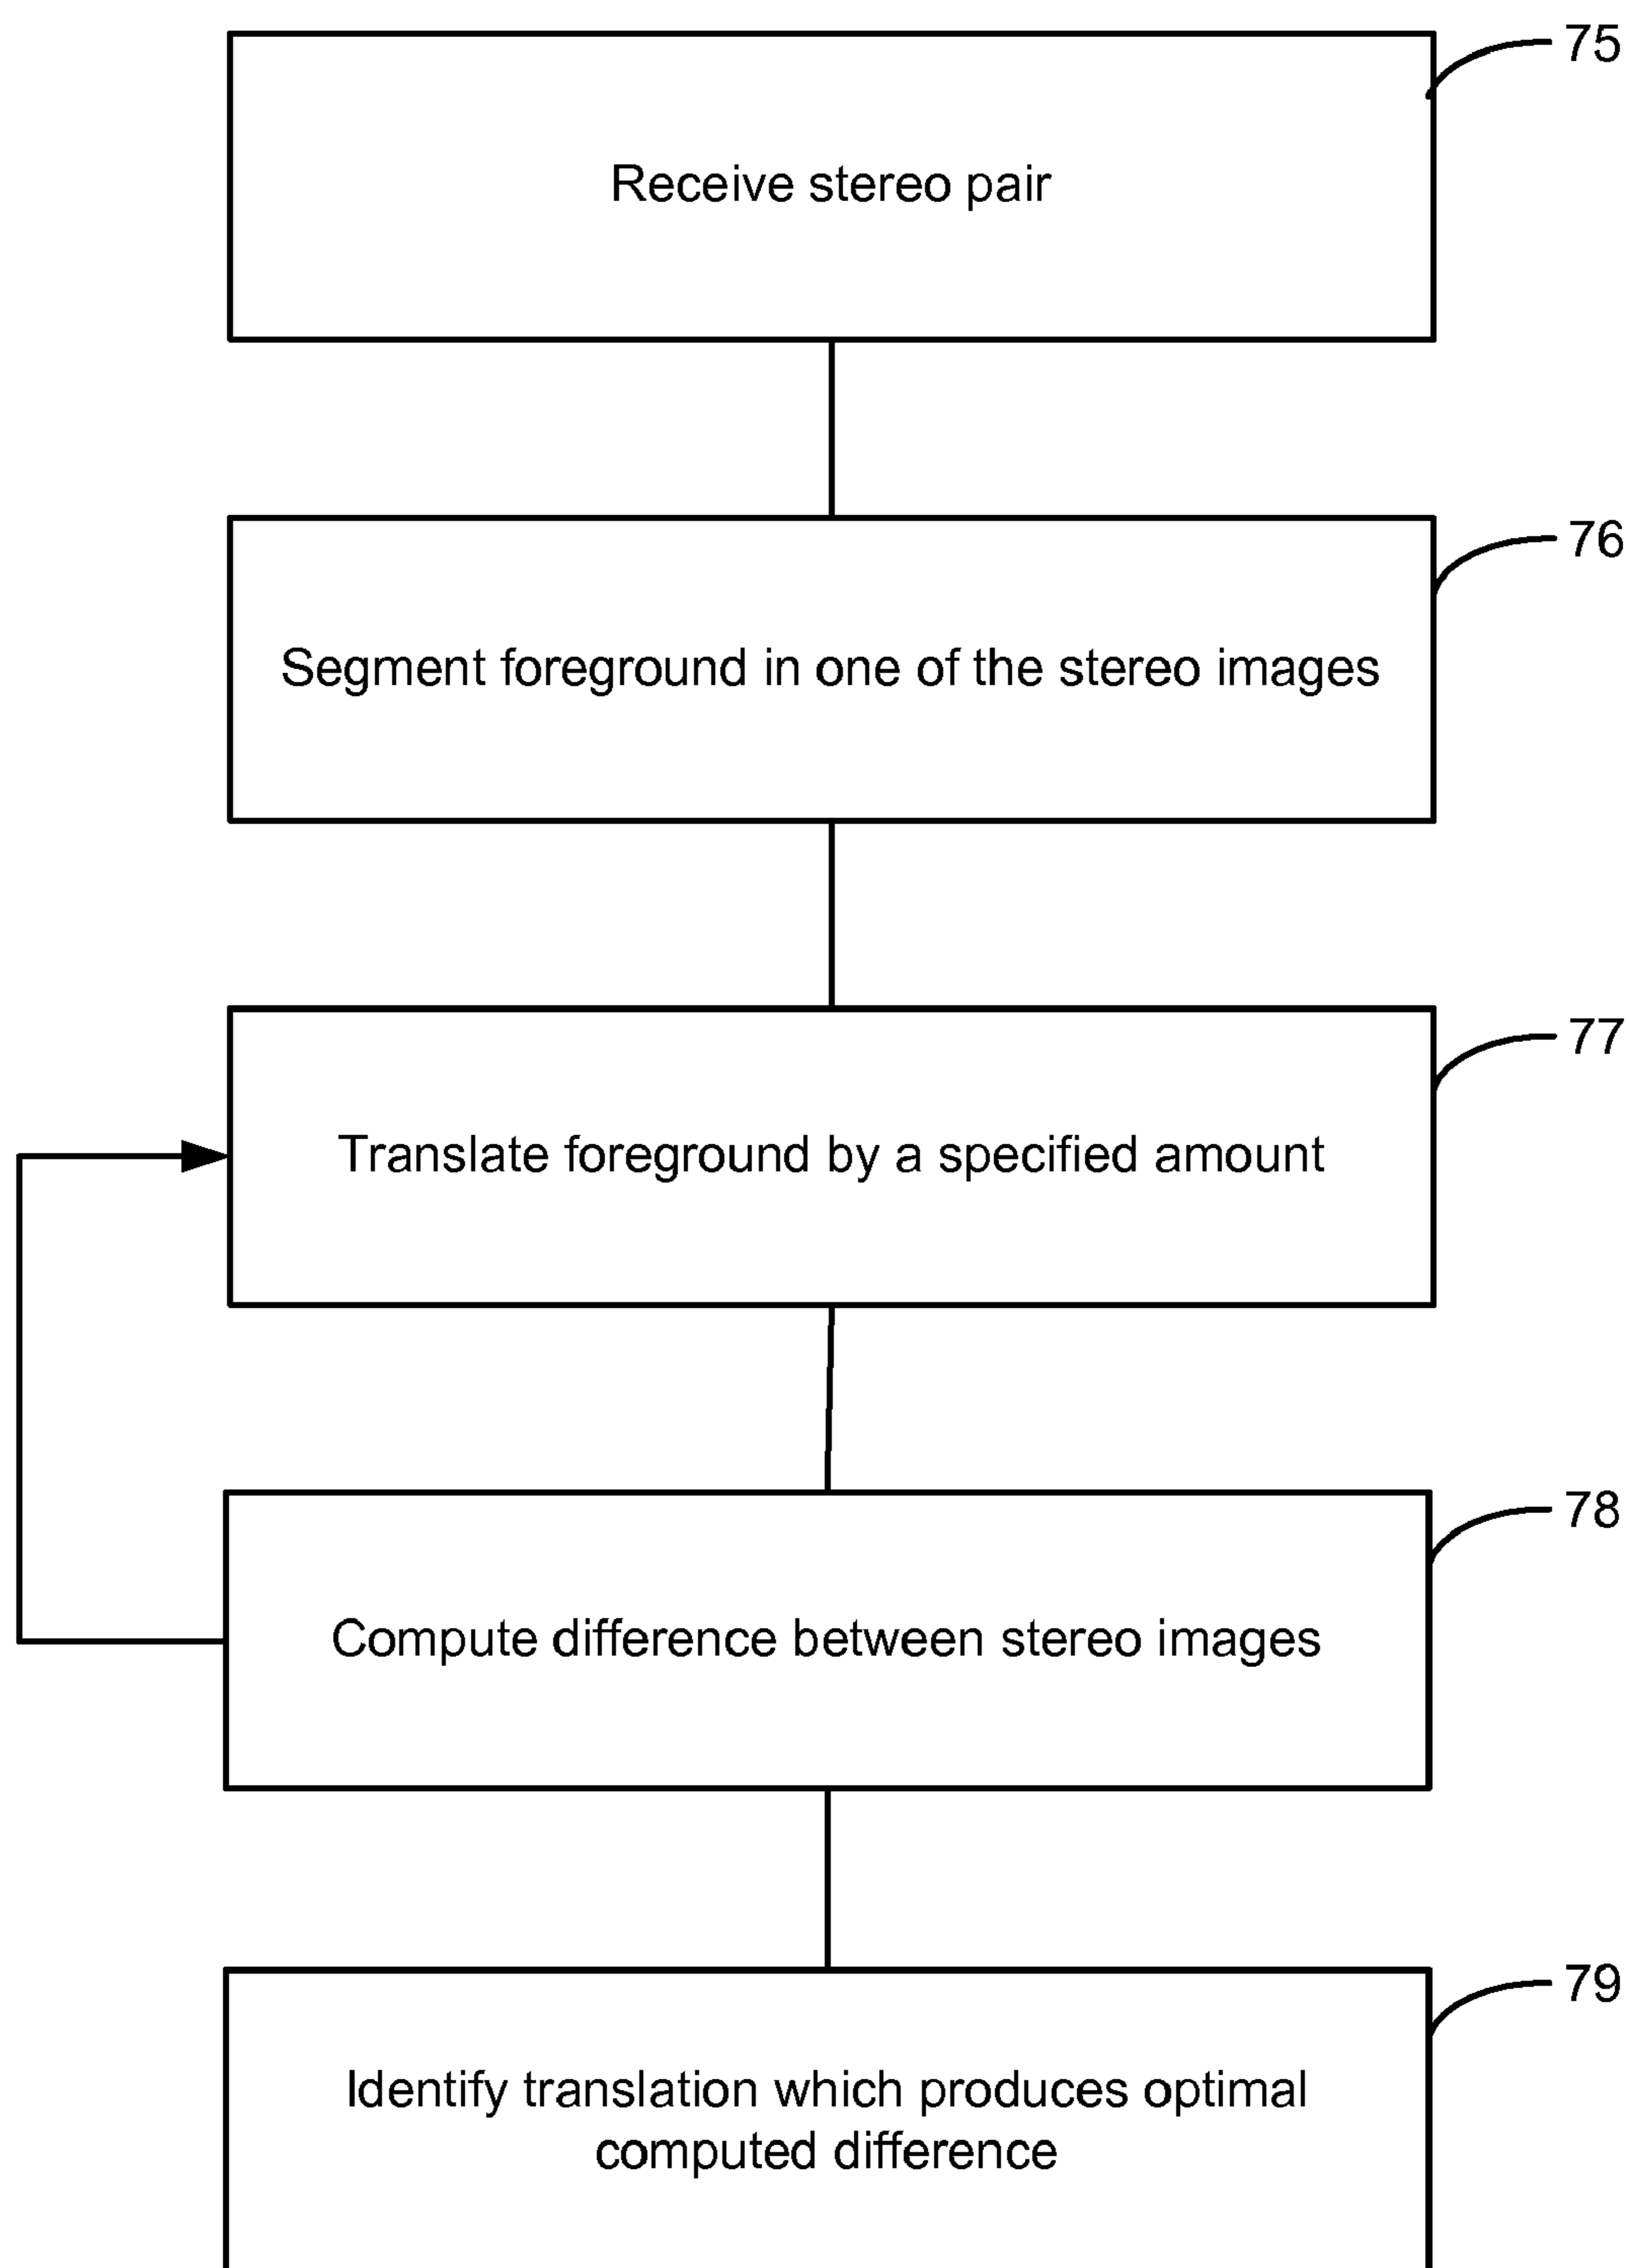 75
Receive stereo pair
76
Segment foreground in one of the stereo images
77
Translate foreground by a specified amount
78
Compute difference between stereo images
79
Identify translation which produces optimal
computed difference